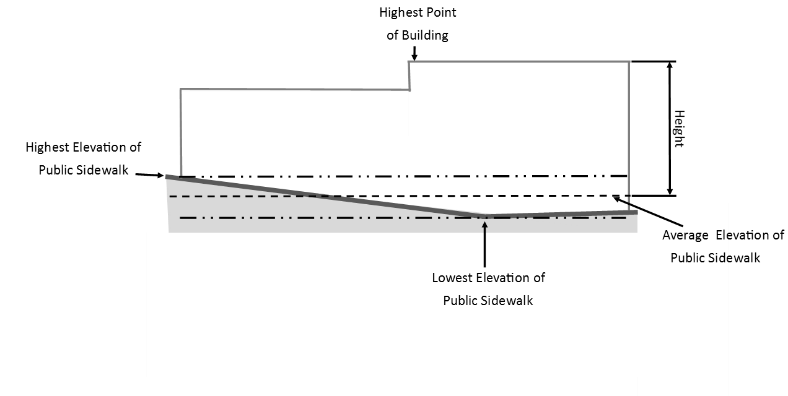 Highest Point
of Building
Height
Highest Elevation of
Public Sidewalk
Average Elevation of
Public Sidewalk
Lowest Elevation of
Public Sidewalk